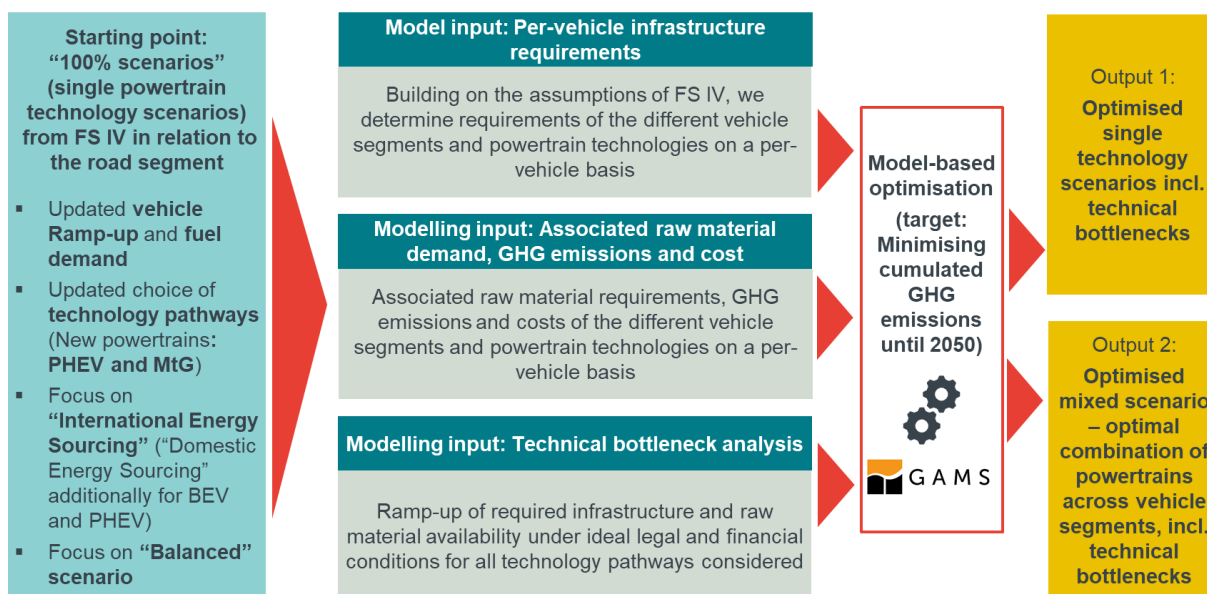 Starting point:
“100% scenarios”
(single powertrain
technology scenarios)
from FS IV in relation to
the road segment
▪ Updated vehicle
Ramp-up and fuel
demand
▪ Updated choice of
technology pathways
(New powertrains:
PHEV and MtG)
▪ Focus on
“International Energy
Sourcing” (“Domestic
Energy Sourcing”
additionally for BEV
and PHEV)
▪ Focus on “Balanced”
scenario
Model input: Per-vehicle infrastructure
requirements
Building on the assumptions of FS IV, we
determine requirements of the different vehicle
segments and powertrain technologies on a per-
vehicle basis
Modelling input: Associated raw material
demand, GHG emissions and cost
Associated raw material requirements, GHG
emissions and costs of the different vehicle
segments and powertrain technologies on a per-
vehicle basis
Modelling input: Technical bottleneck analysis
Ramp-up of required infrastructure and raw
material availability under ideal legal and financial
conditions for all technology pathways considered
Model-based
optimisation
(target:
Minimising
cumulated
GHG
emissions
until 2050)
GAMS
Output 1:
Optimised
single
technology
scenarios incl.
technical
bottlenecks
Output 2:
Optimised
mixed scenario
– optimal
combination of
powertrains
across vehicle
segments, incl.
technical
bottlenecks